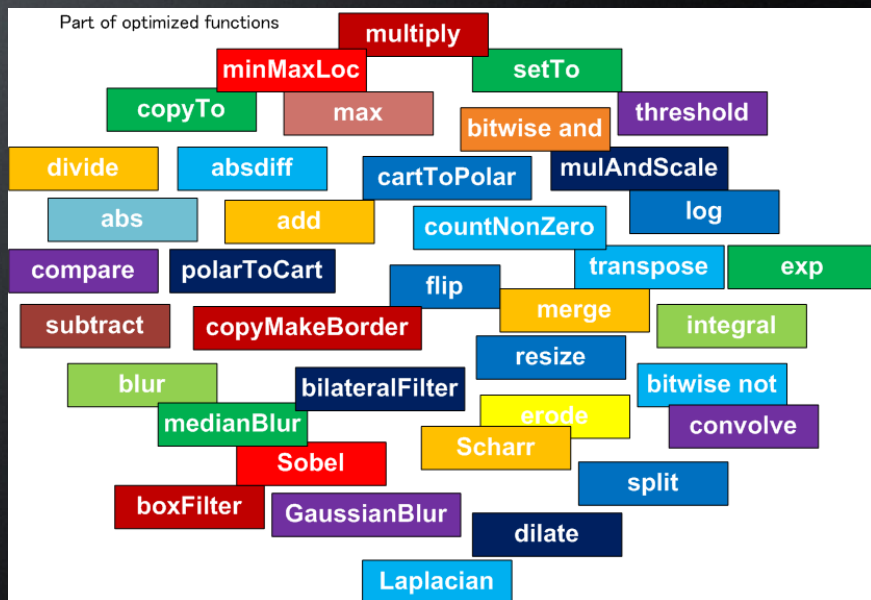 Part of optimized functions
multiply
minMaxLoc
setTo
copyTo
max
bitwise and
threshold
divide
absdiff
cartToPolar
mulAndScale
abs
add
countNonZero
log
compare
polarToCart
flip
transpose
exp
subtract
copyMakeBorder
merge
integral
resize
blur
bilateralFilter
bitwise not
medianBlur
erode
convolve
Scharr
Sobel
split
boxFilter
GaussianBlur
dilate
Laplacian